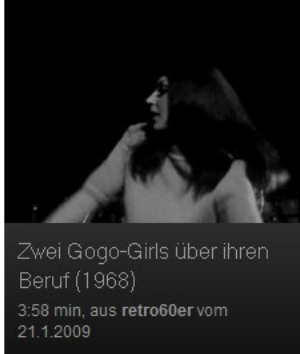 Zwei Gogo-Girls über ihren
Beruf (1968)
3:58 min, aus retro60er vom
21.1.2009